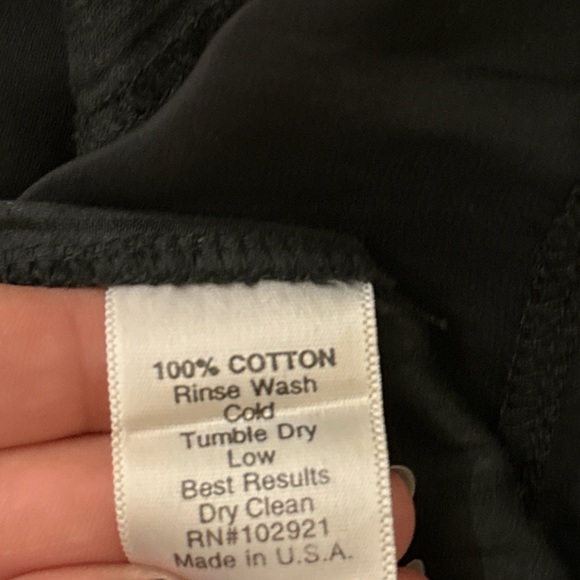 100% COTTON
Rinse Wash
Cold
Tumble Dry
Low
Best Results
Dry Clean
RN#102921
Made in U.S.A.